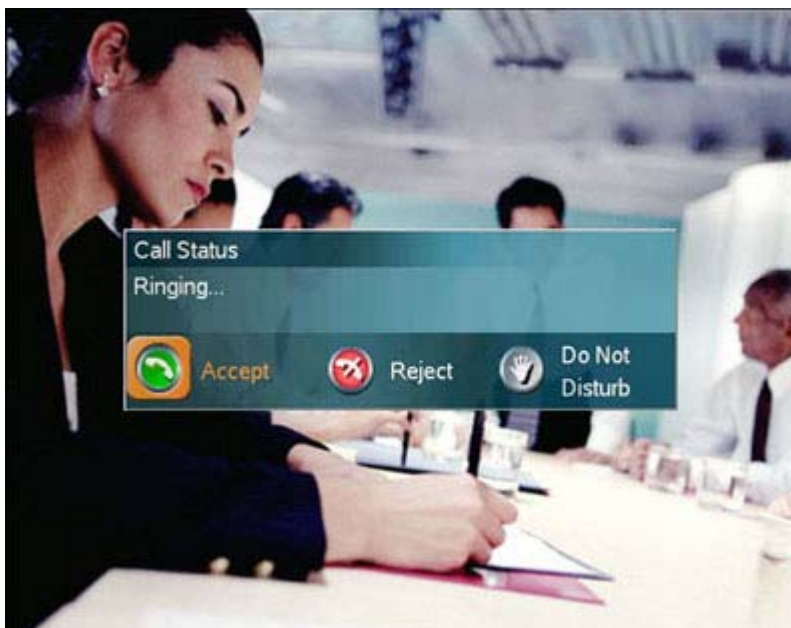 Call Status
Ringing...
Accept
Reject
Do Not
Disturb